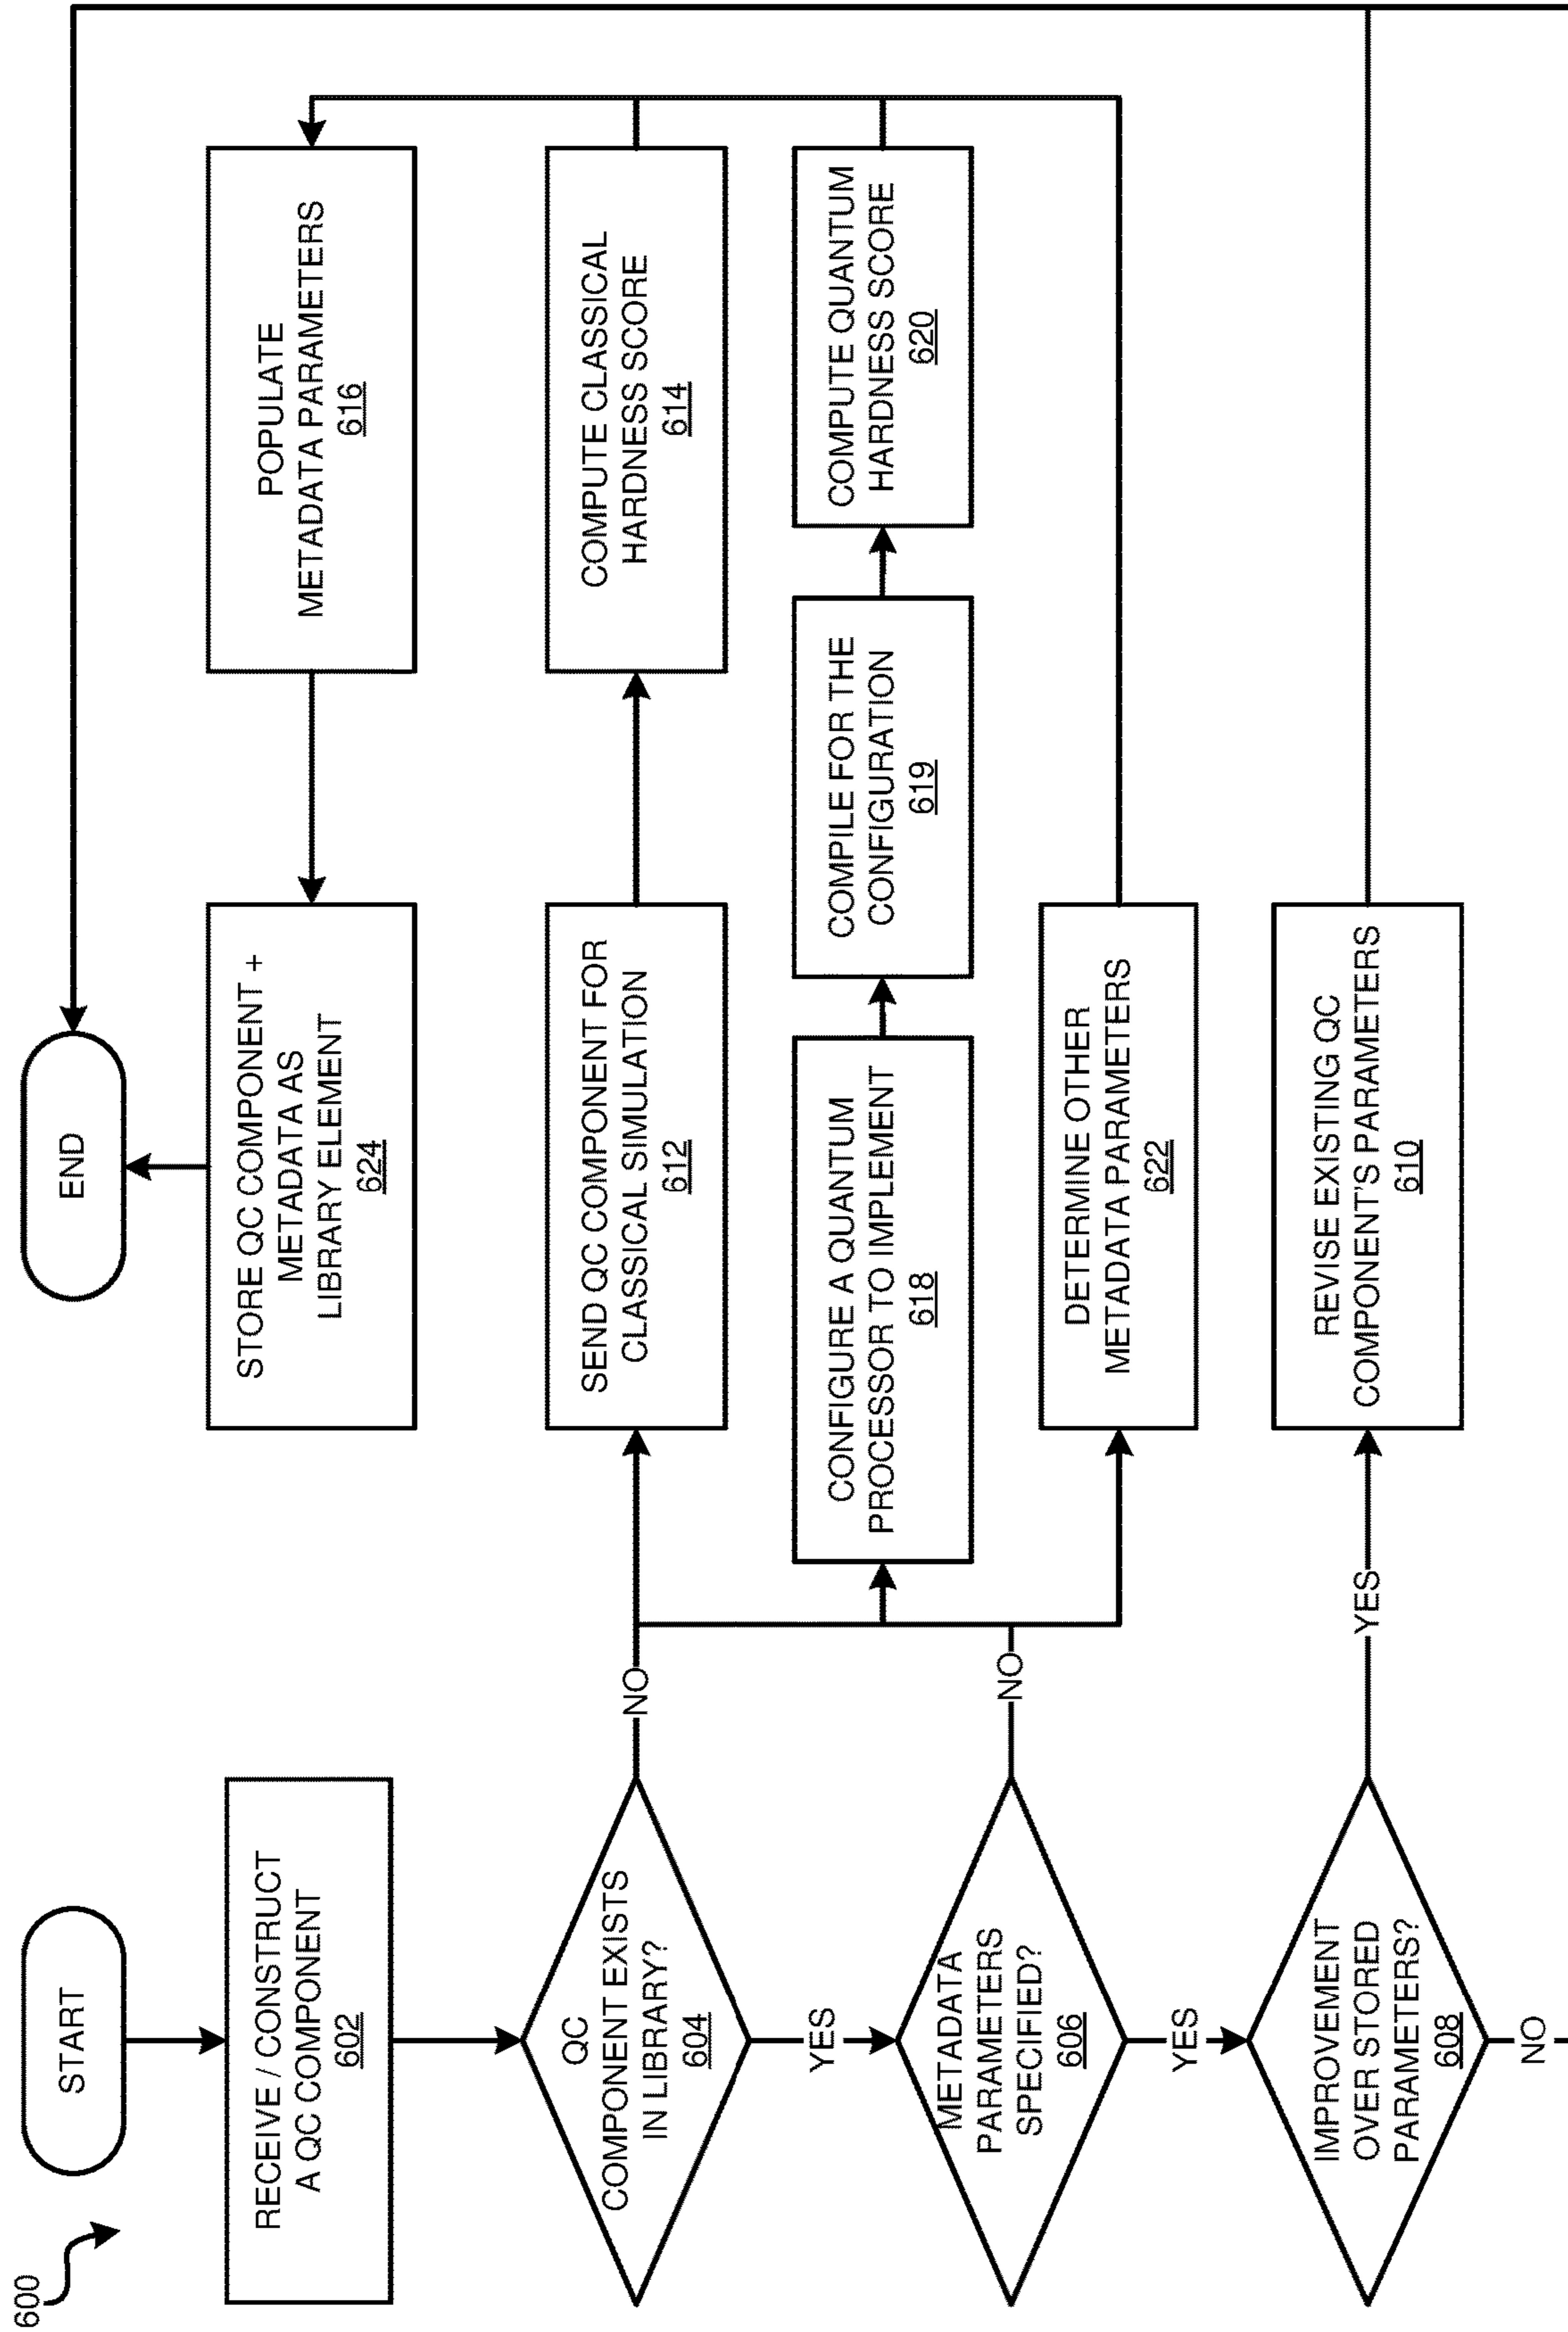 600
START
RECEIVE / CONSTRUCT
A QC COMPONENT
602
QC
COMPONENT EXISTS
IN LIBRARY?
604
NO
YES
METADATA
PARAMETERS
SPECIFIED?
606
NO
YES
IMPROVEMENT
OVER STORED
PARAMETERS?
608
YES
NO
END
STORE QC COMPONENT +
METADATA AS
LIBRARY ELEMENT
624
SEND QC COMPONENT FOR
CLASSICAL SIMULATION
612
CONFIGURE A QUANTUM
PROCESSOR TO IMPLEMENT
618
DETERMINE OTHER
METADATA PARAMETERS
622
REVISE EXISTING QC
COMPONENT'S PARAMETERS
610
COMPILE FOR THE
CONFIGURATION
619
POPULATE
METADATA PARAMETERS
616
COMPUTE CLASSICAL
HARDNESS SCORE
614
COMPUTE QUANTUM
HARDNESS SCORE
620